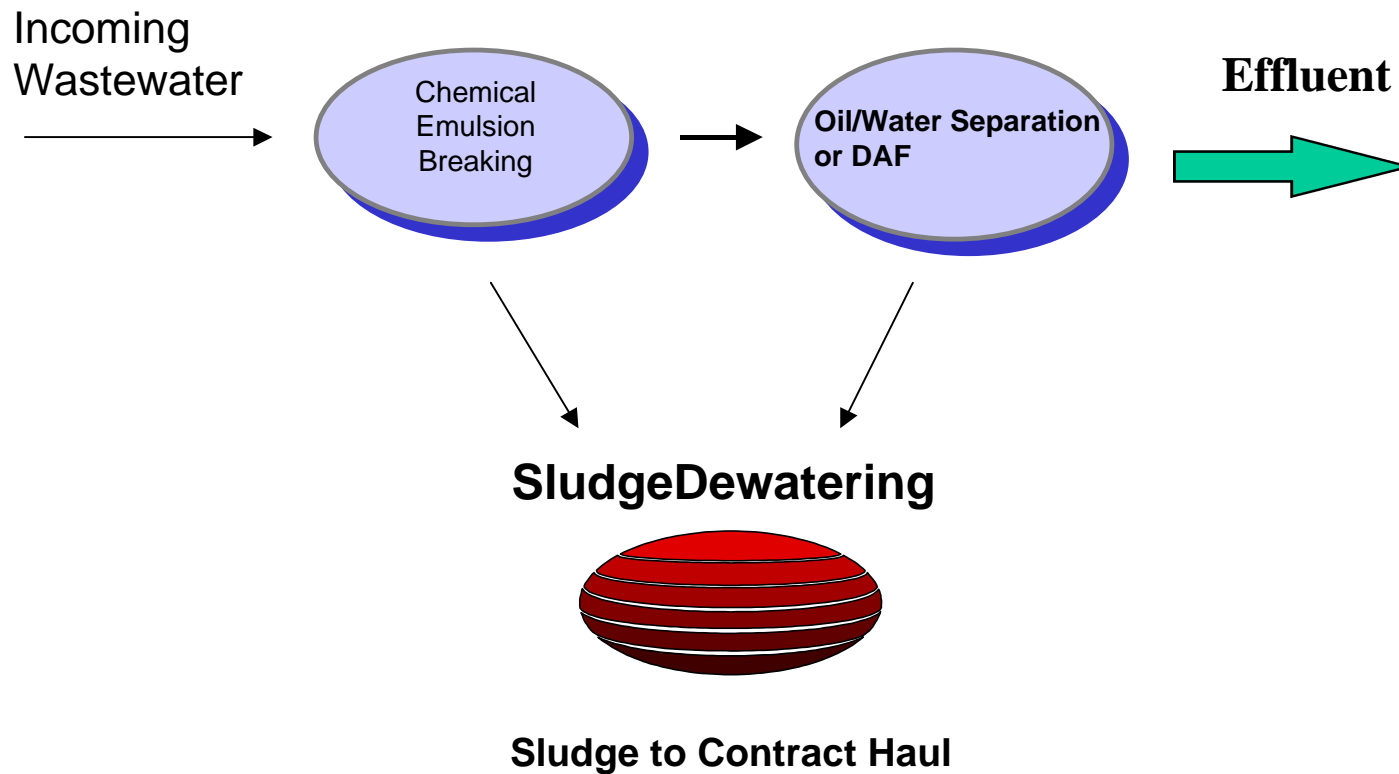 Incoming
Wastewater
Chemical
Emulsion
Breaking
Oil/Water Separation
or DAF
Effluent
SludgeDewatering
Sludge to Contract Haul